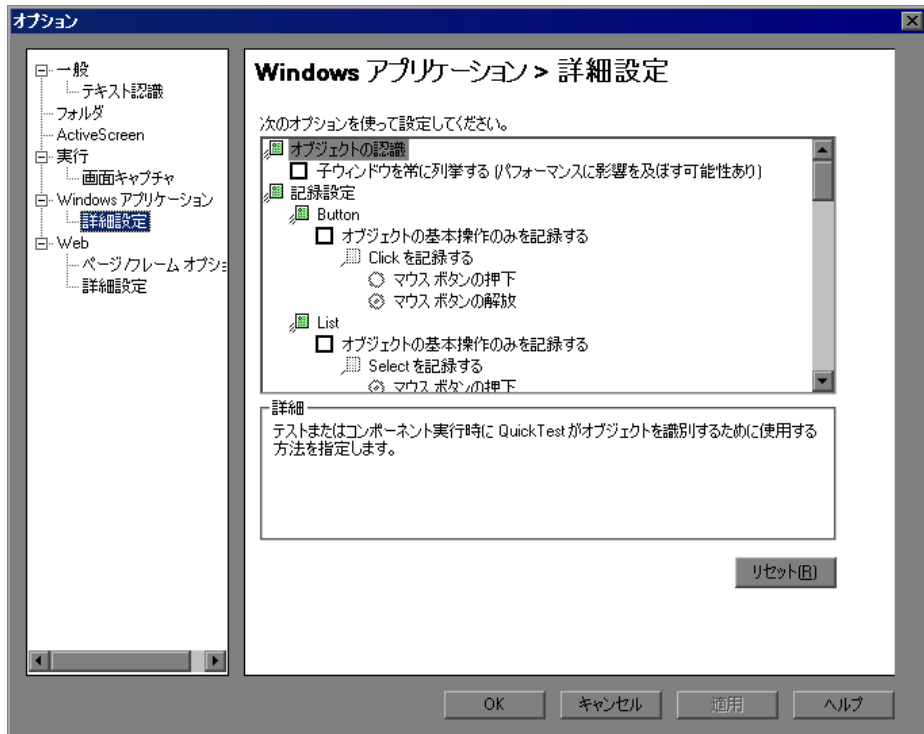 オプション
一般
テキスト認識
フォルダ
ActiveScreen
実行
画面キャプチャ
Windows アプリケーション
詳細設定
Web
ページ/フレーム オプショ
詳細設定
Windows アプリケーション > 詳細設定
次のオプションを使って設定してください。
オブジェクトの認識
子ウィンドウを常に列挙する (パフォーマンスに影響を及ぼす可能性あり)
記録設定
Button
オブジェクトの基本操作のみを記録する
Click を記録する
マウス ボタンの押下
マウス ボタンの解放
List
オブジェクトの基本操作のみを記録する
Select を記録する
マウス ボタンの押下
詳細
テストまたはコンポーネント実行時に QuickTest がオブジェクトを識別するために使用する
方法を指定します。
リセット(R)
OK
キャンセル
適用
ヘルプ